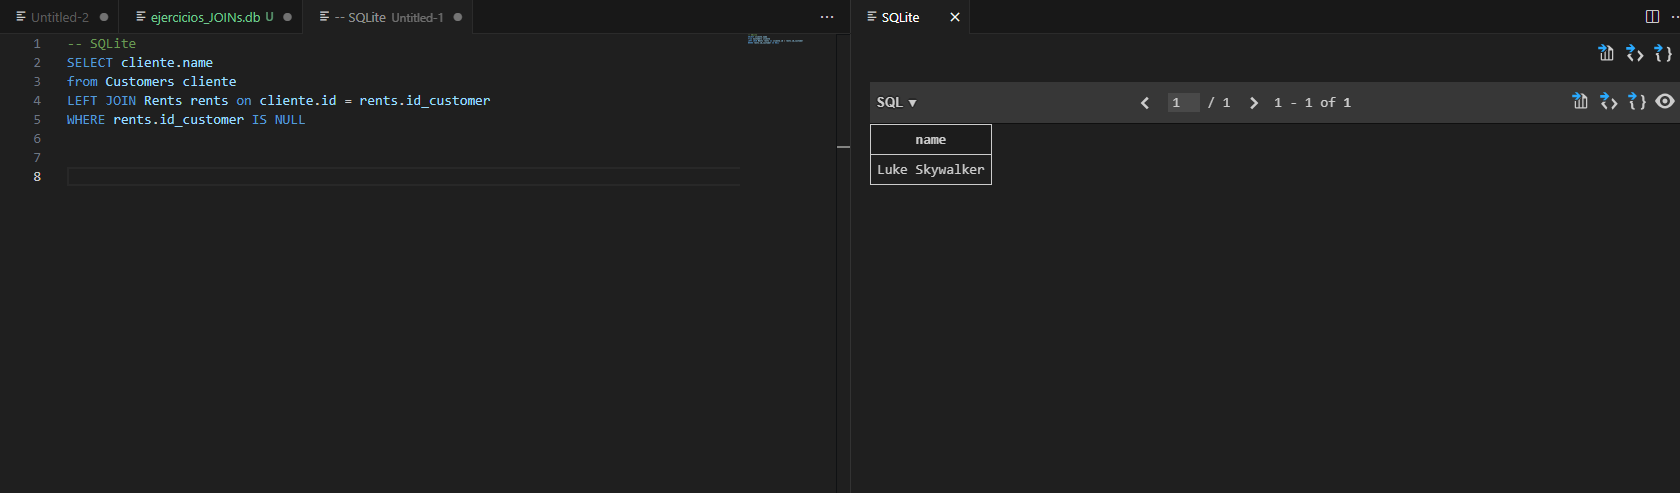 Untitled-2
ejercicios_JOINs.db U
-- SQLite Untitled-1
SQLite
1 -- SQLite
2 SELECT cliente.name
3 from Customers cliente
4 LEFT JOIN Rents rents on cliente.id = rents.id_customer
5 WHERE rents.id_customer IS NULL
6
7
8
SQL ▾ 1 / 1 1 - 1 of 1
name
Luke Skywalker